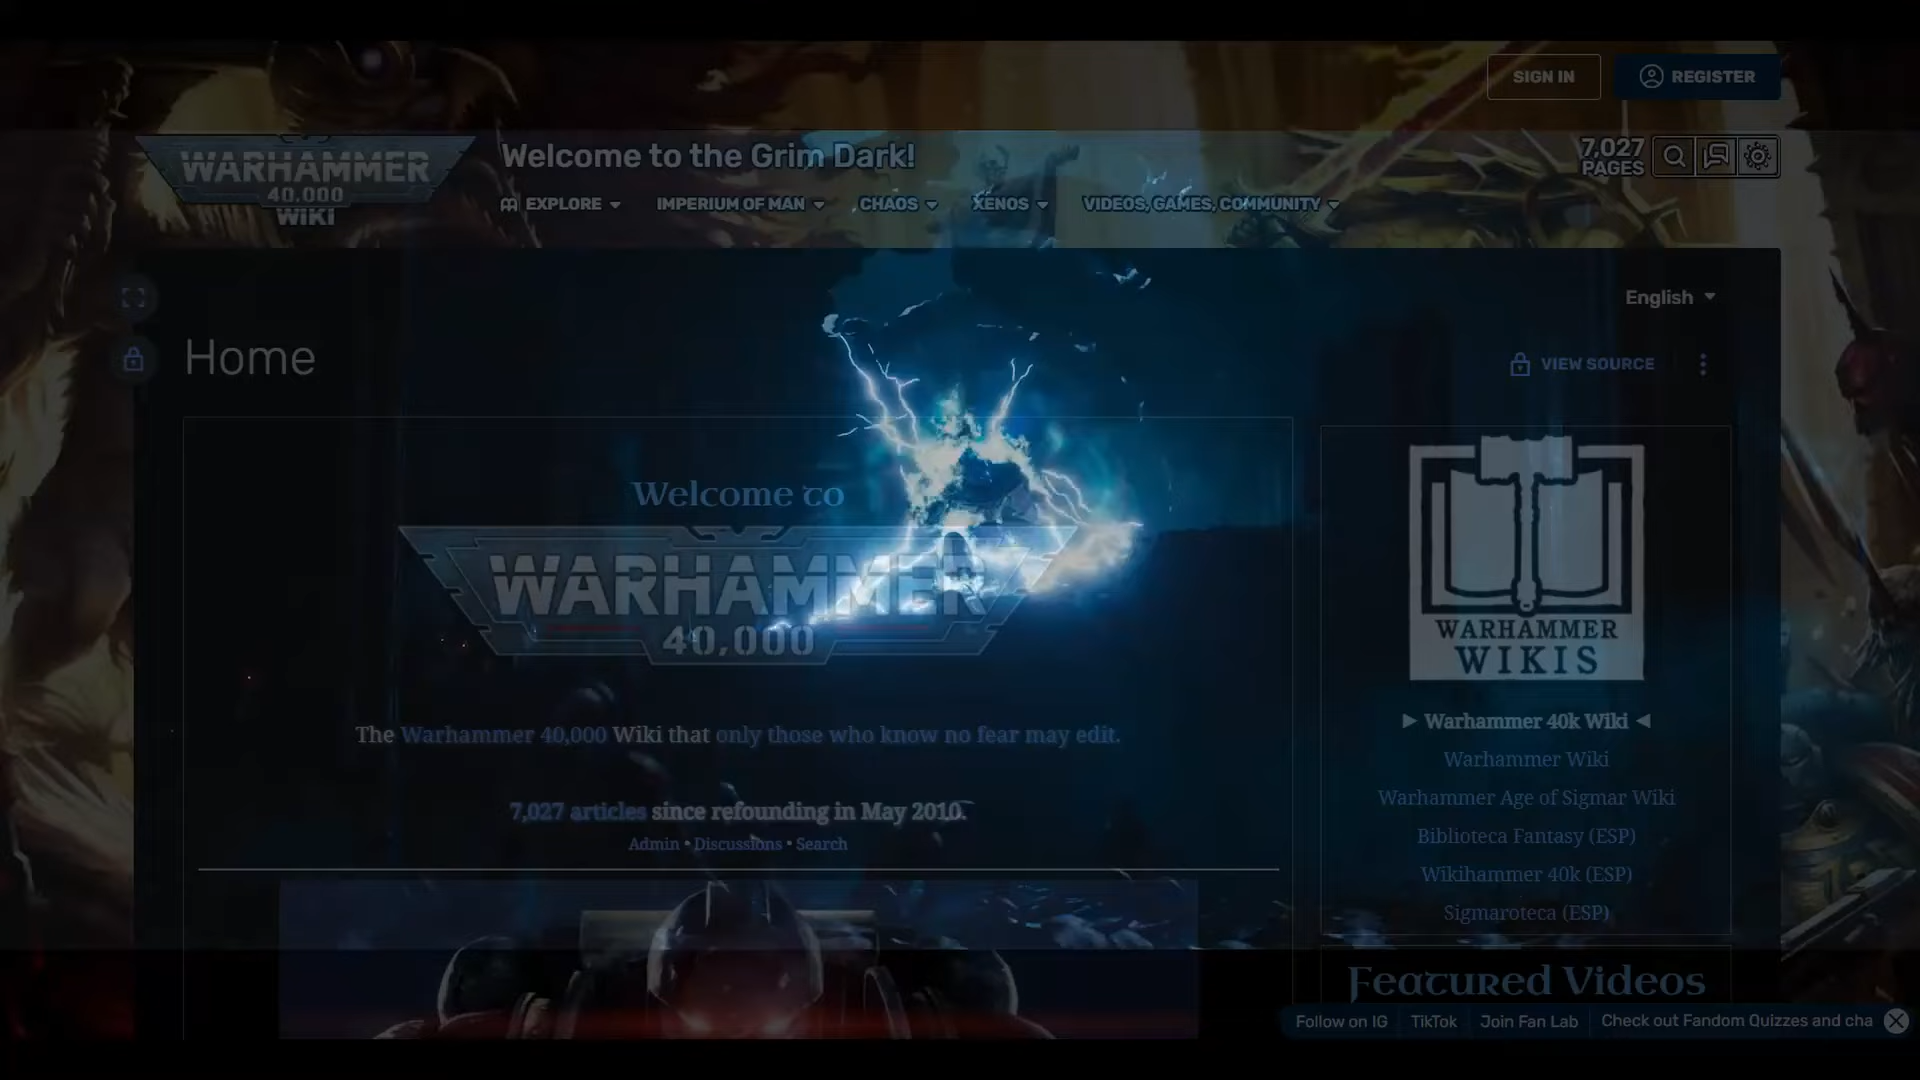 SIGN IN
REGISTER
WARHAMMER
40,000
WIKI
Welcome to the Grim Dark!
7,027
PAGES
EXPLORE
IMPERIUM OF MAN
CHAOS
XENOS
VIDEOS, GAMES, COMMUNITY
English
Home
VIEW SOURCE
Welcome to
WARHAMMER
40,000
The Warhammer 40,000 Wiki that only those who know no fear may edit.
7,027 articles since refounding in May 2010.
Admin • Discussions • Search
WARHAMMER
WIKIS
► Warhammer 40k Wiki ◄
Warhammer Wiki
Warhammer Age of Sigmar Wiki
Biblioteca Fantasy (ESP)
Wikihammer 40k (ESP)
Sigmaroteca (ESP)
Featured Videos
Follow on IG
TikTok
Join Fan Lab
Check out Fandom Quizzes and cha